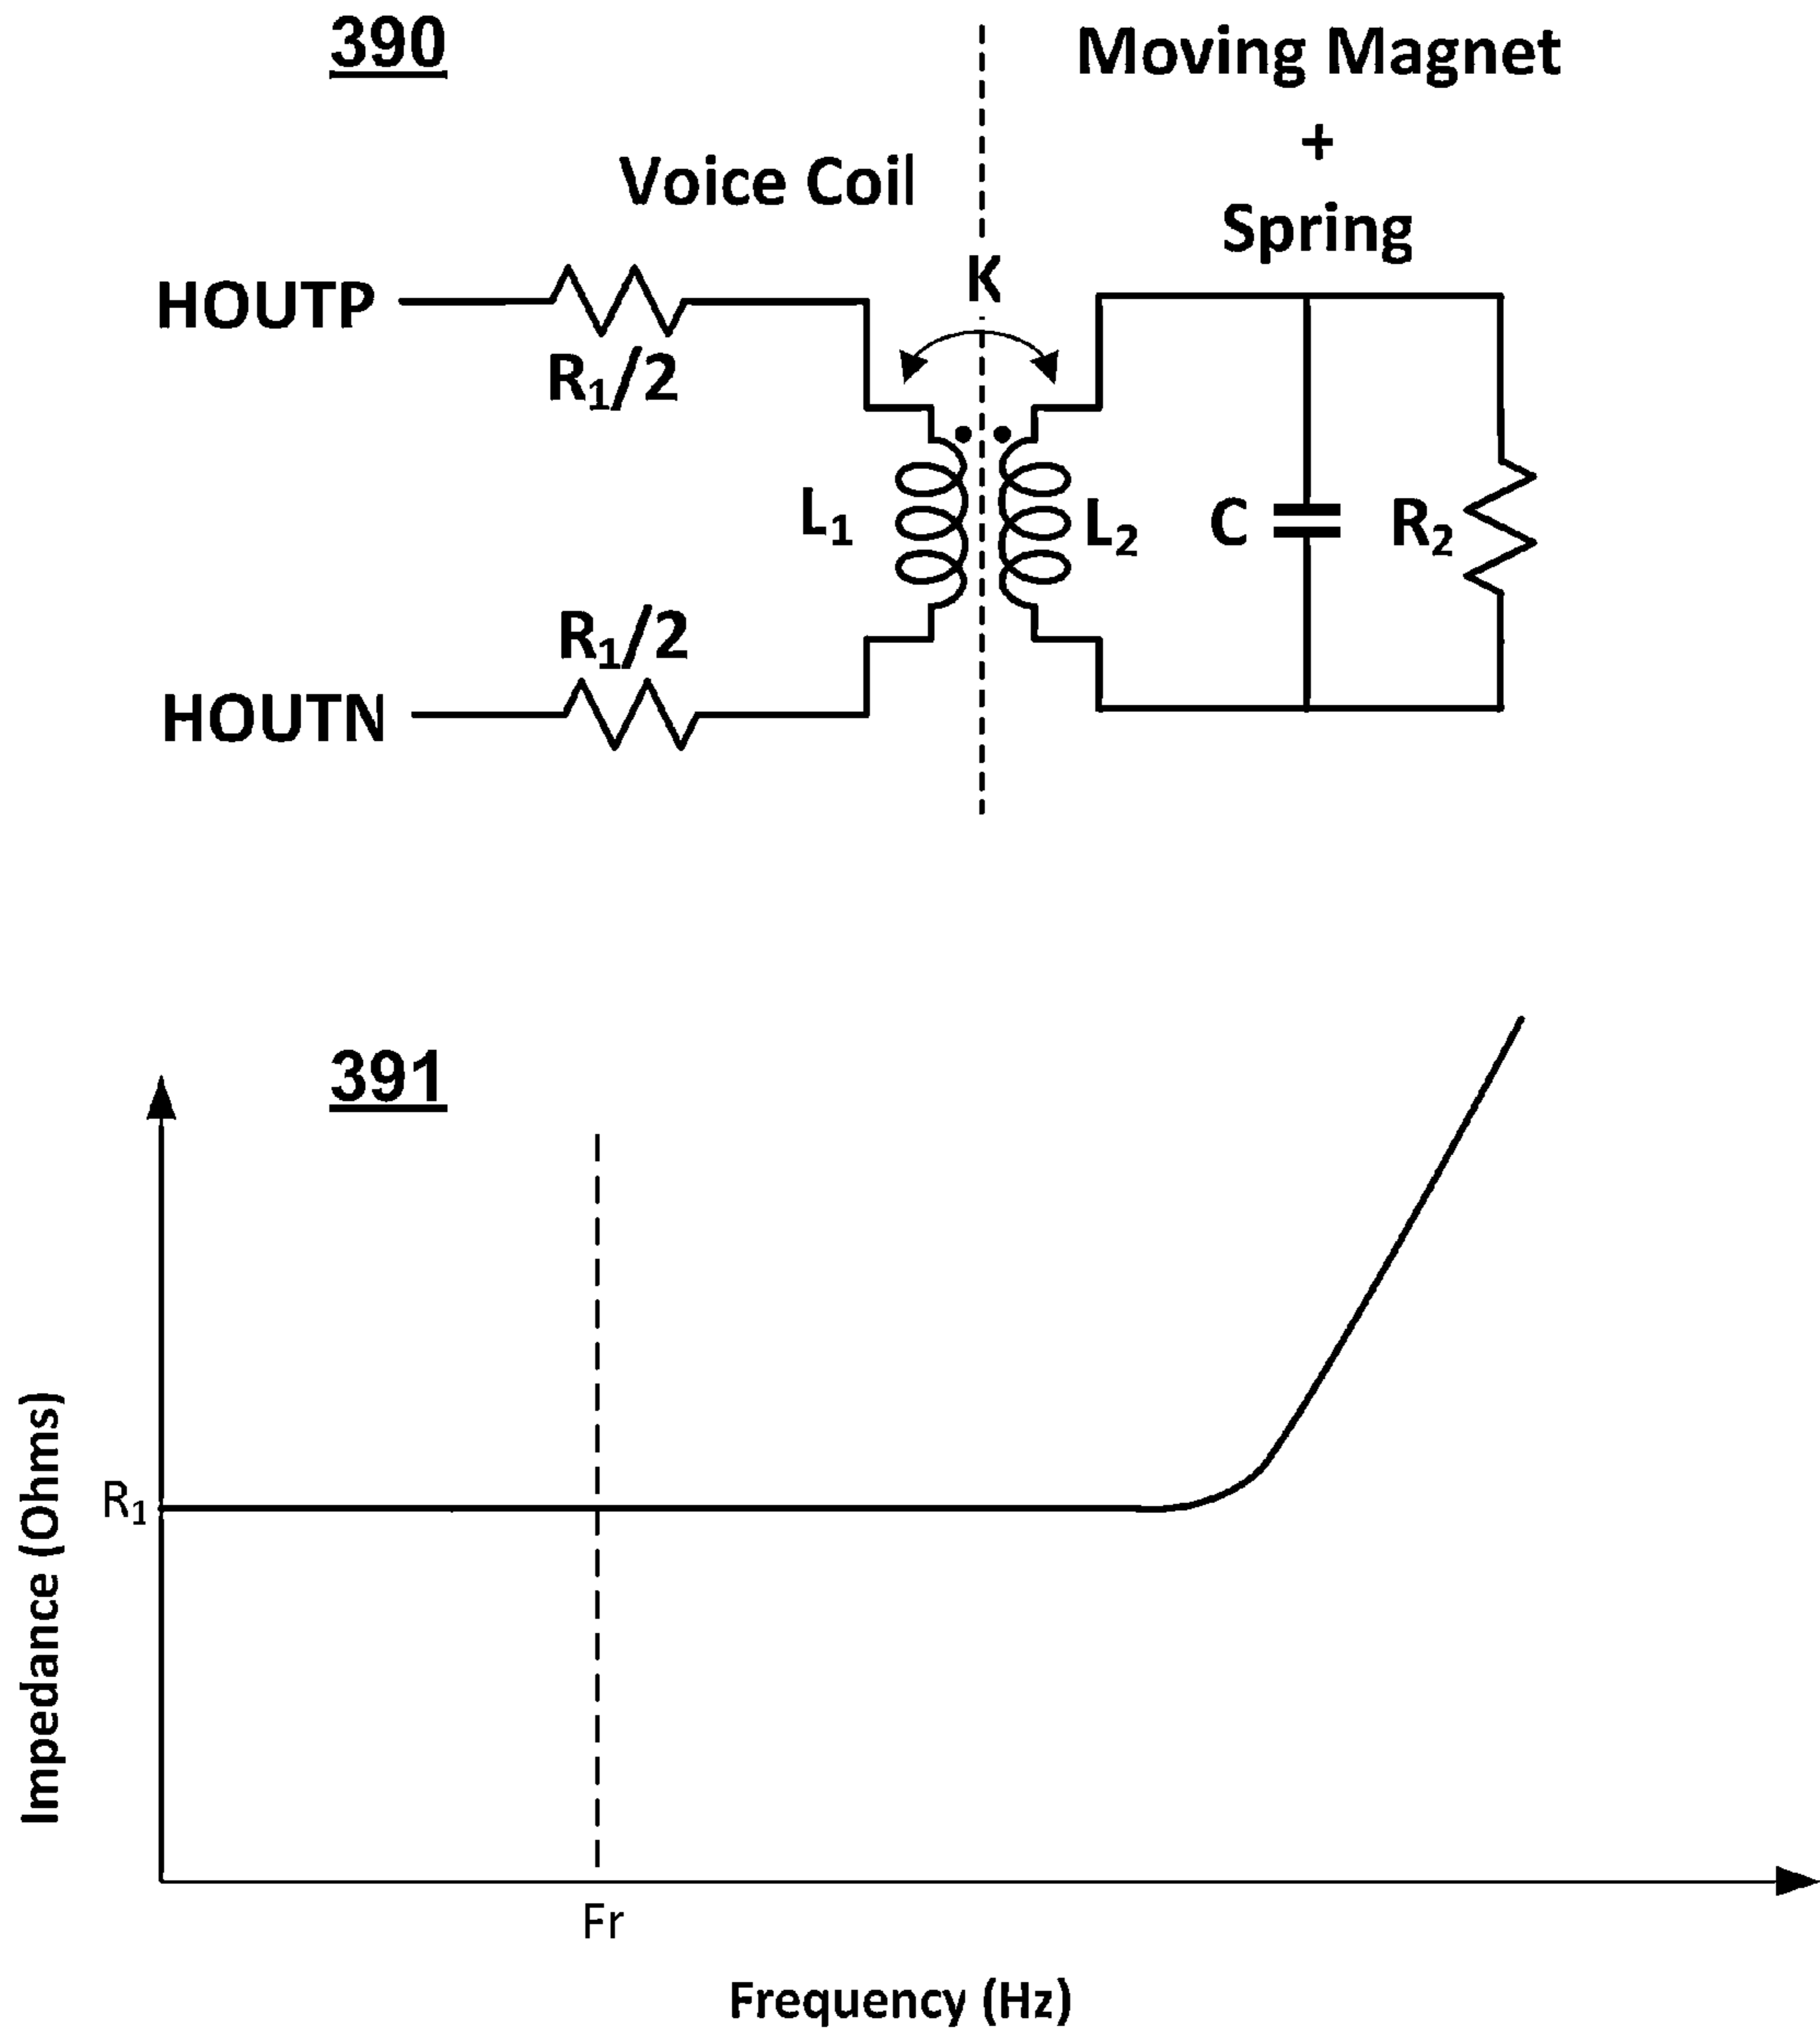 390
Moving Magnet
+
Spring
Voice Coil
K
HOUTP
R₁/2
L₁
L₂
C
R₂
R₁/2
HOUTN
391
Impedance (Ohms)
R₁
Fr
Frequency (Hz)